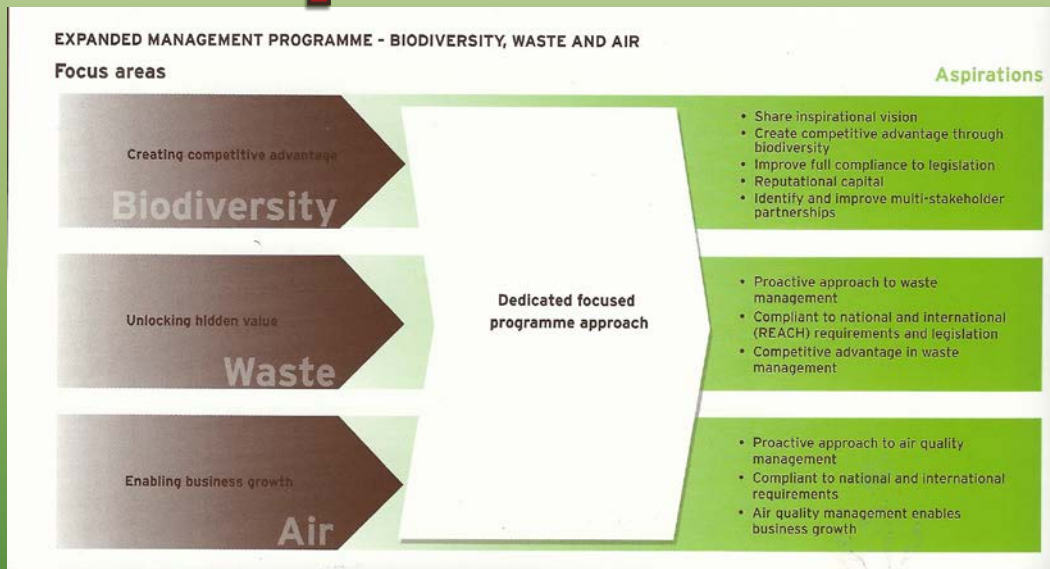 EXPANDED MANAGEMENT PROGRAMME - BIODIVERSITY, WASTE AND AIR
Focus areas
Aspirations
Creating competitive advantage
Biodiversity
Unlocking hidden value
Waste
Enabling business growth
Air
Dedicated focused
programme approach
• Share inspirational vision
• Create competitive advantage through
biodiversity
• Improve full compliance to legislation
• Reputational capital
• Identify and improve multi-stakeholder
partnerships
• Proactive approach to waste
management
• Compliant to national and international
(REACH) requirements and legislation
• Competitive advantage in waste
management
• Proactive approach to air quality
management
• Compliant to national and international
requirements
• Air quality management enables
business growth